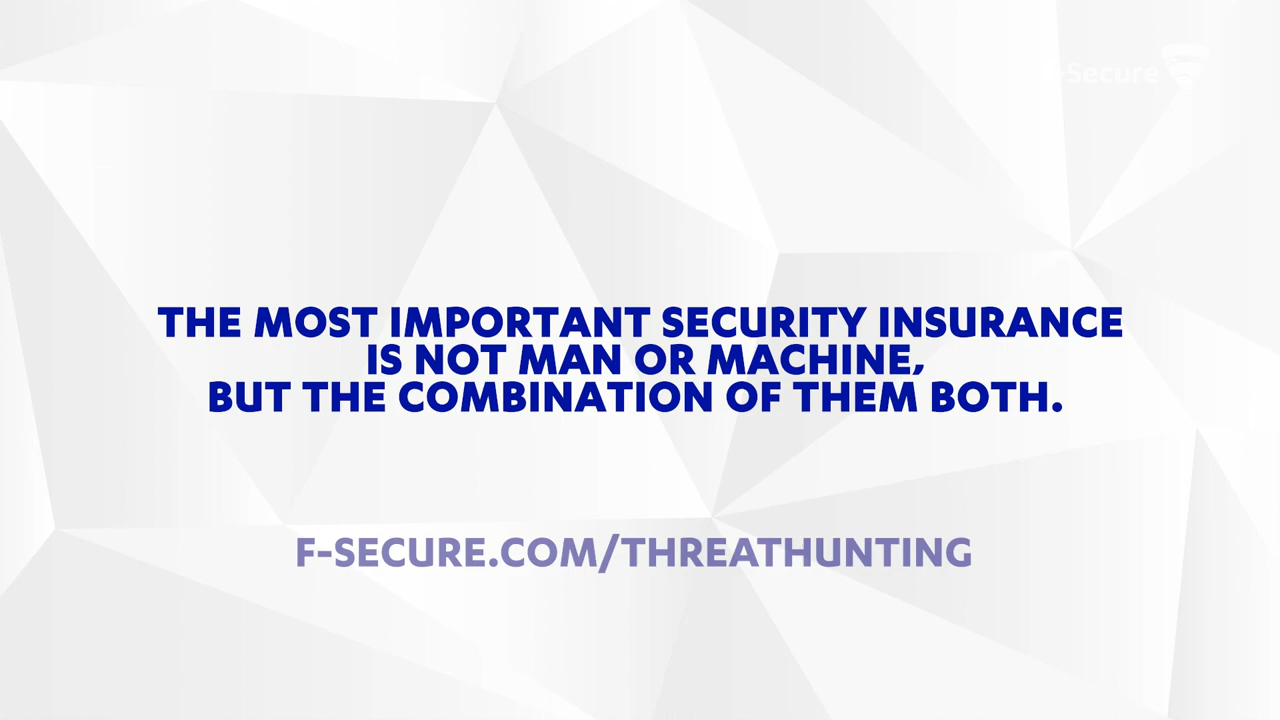 F-Secure
THE MOST IMPORTANT SECURITY INSURANCE
IS NOT MAN OR MACHINE,
BUT THE COMBINATION OF THEM BOTH.
F-SECURE.COM/THREATHUNTING